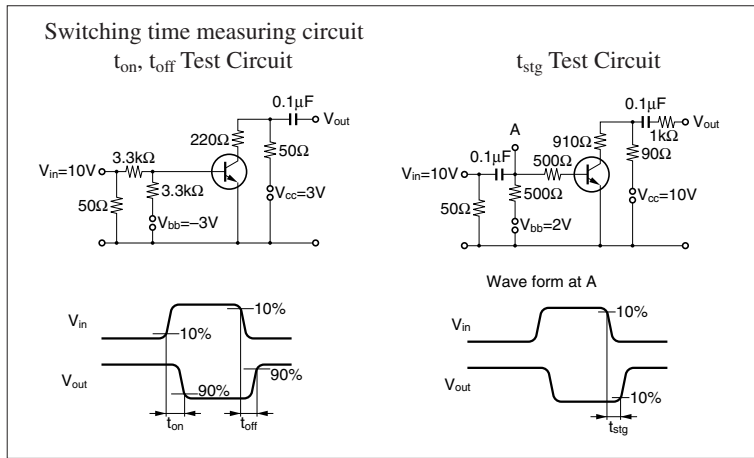 Switching time measuring circuit
ton, toff Test Circuit
0.1μF
Vout
220Ω
50Ω
Vin=10V
3.3kΩ
3.3kΩ
50Ω
Vcc=3V
Vbb=–3V
Vin
10%
10%
Vout
90%
90%
ton
toff
tstg Test Circuit
0.1μF
Vout
A
910Ω
1kΩ
0.1μF
500Ω
90Ω
Vin=10V
500Ω
50Ω
Vcc=10V
Vbb=2V
Wave form at A
Vin
10%
Vout
10%
tstg